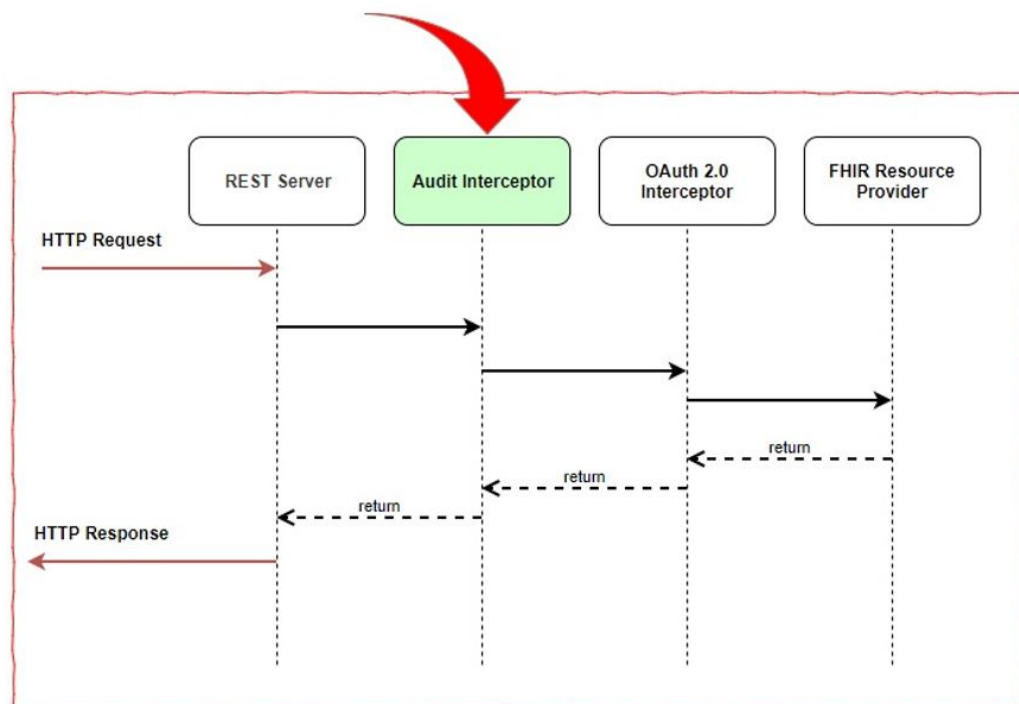 REST Server
Audit Interceptor
OAuth 2.0
Interceptor
FHIR Resource
Provider
HTTP Request
return
return
return
HTTP Response